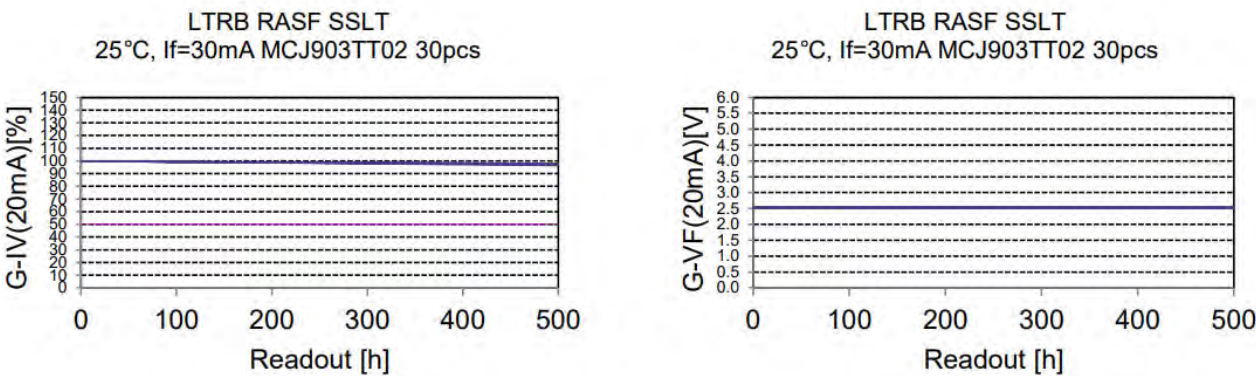 LTRB RASF SSLT
25°C, If=30mA MCJ903TT02 30pcs
G-IV(20mA)[%]
150
140
130
120
110
100
90
80
70
60
50
40
30
20
10
0
0 100 200 300 400 500
Readout [h]
LTRB RASF SSLT
25°C, If=30mA MCJ903TT02 30pcs
G-VF(20mA)[V]
6.0
5.5
5.0
4.5
4.0
3.5
3.0
2.5
2.0
1.5
1.0
0.5
0.0
0 100 200 300 400 500
Readout [h]